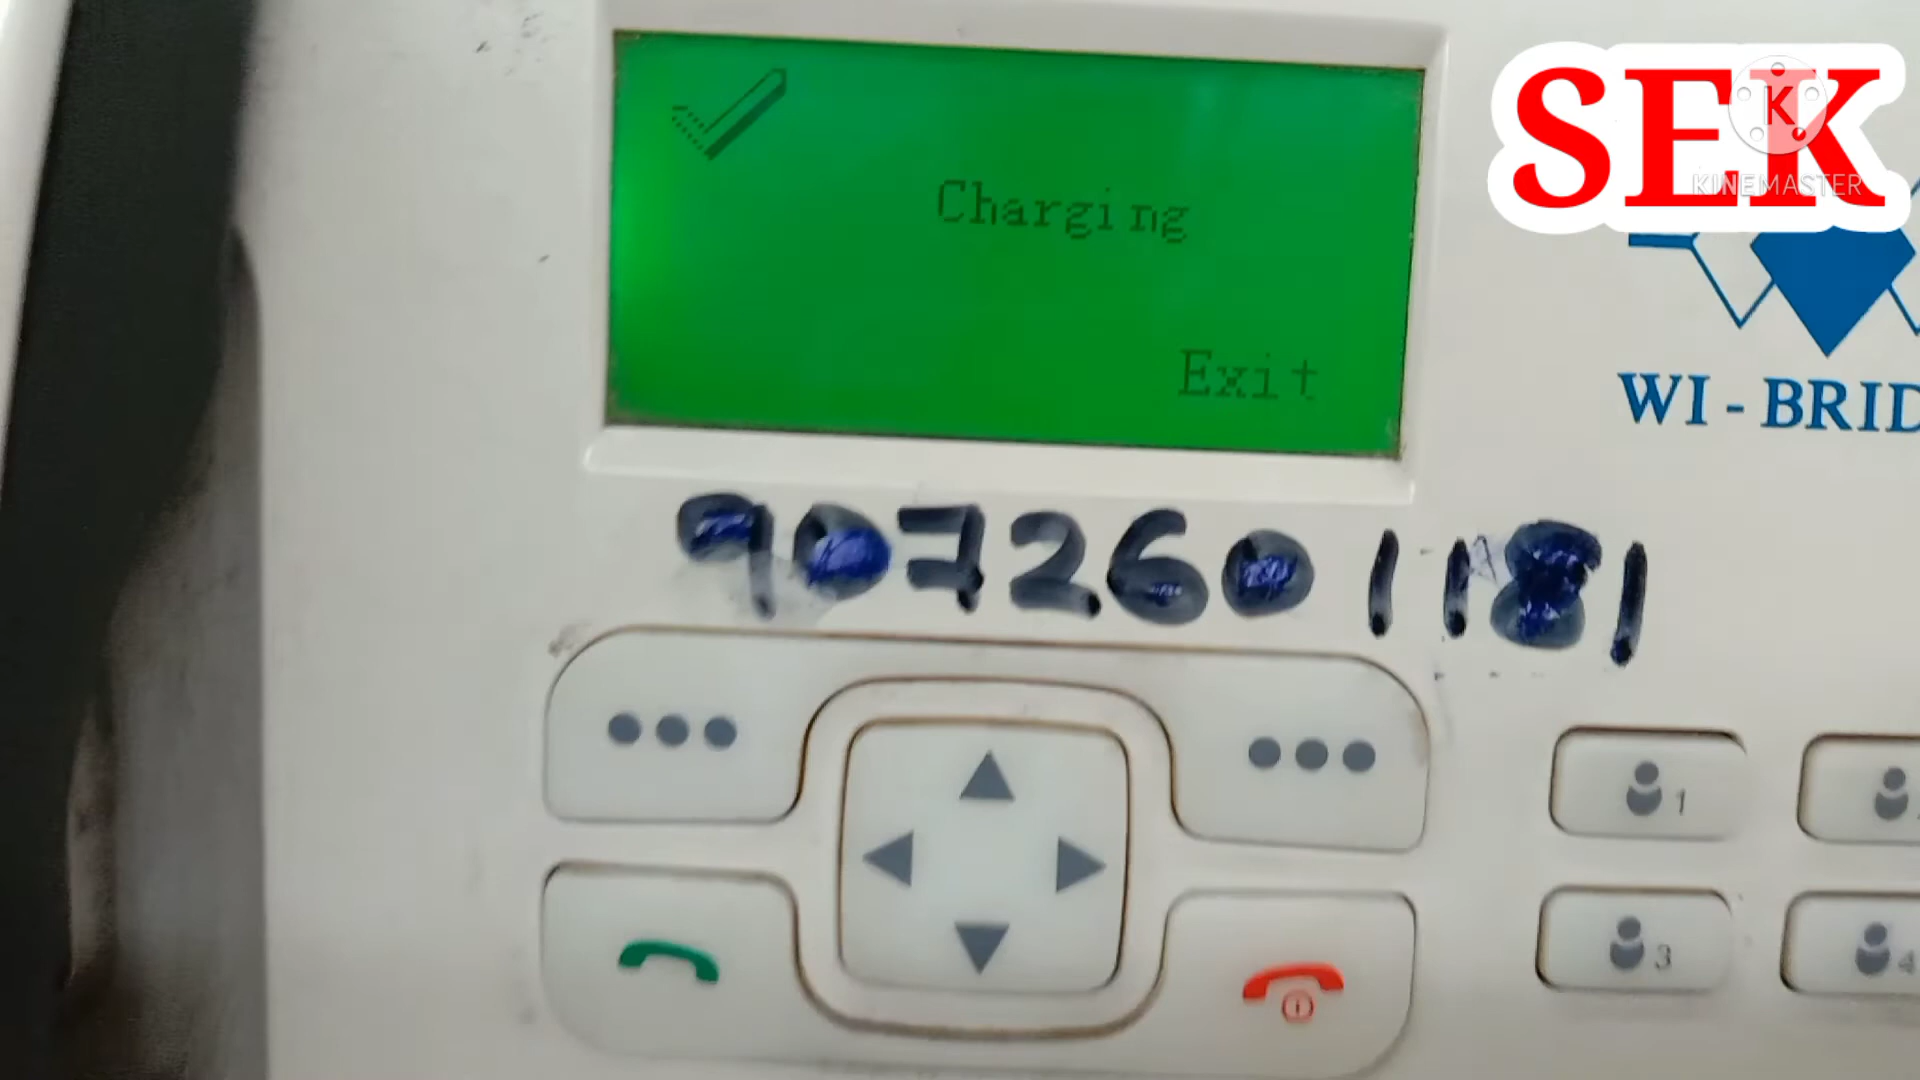 SEK
K
KINEMASTER
Charging
Exit
WI-BRID
9072601181
1
3
4